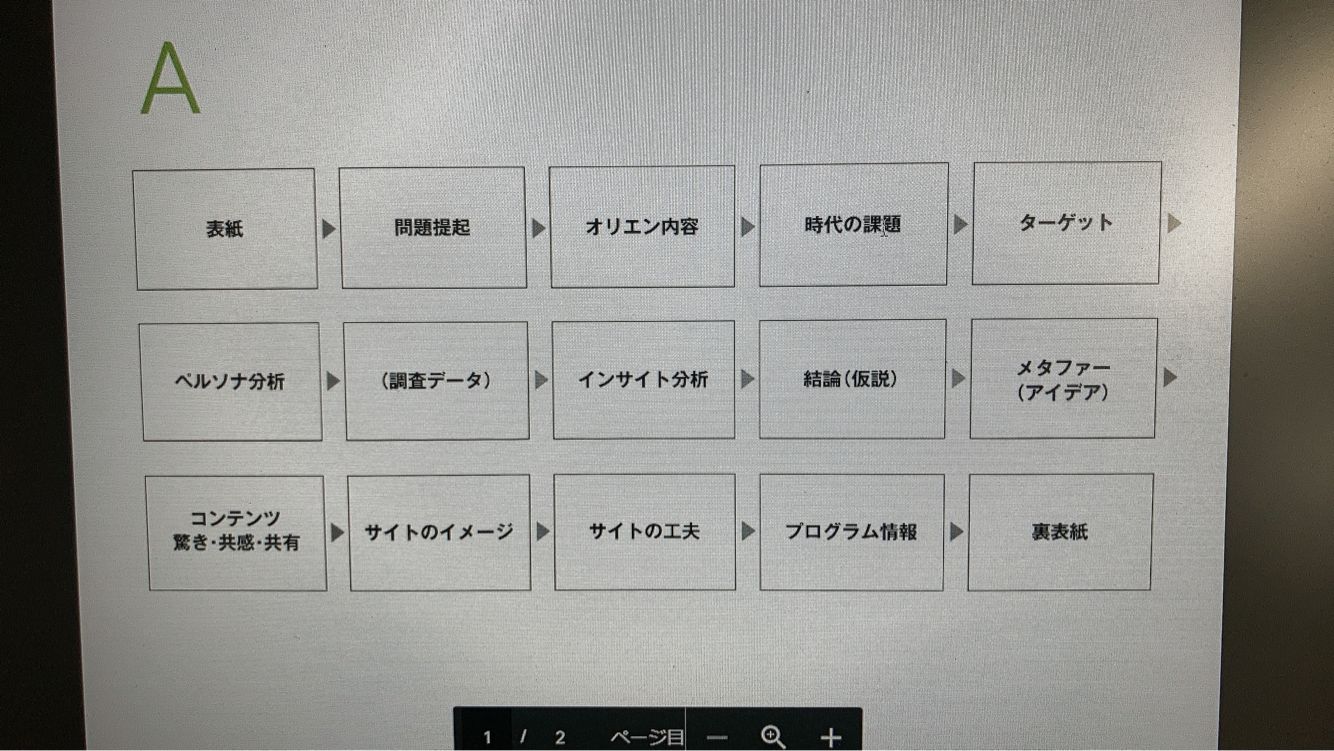 A
表紙
問題提起
オリエン内容
時代の課題
ターゲット
ペルソナ分析
（調査データ）
インサイト分析
結論（仮説）
メタファー
（アイデア）
コンテンツ
驚き・共感・共有
サイトのイメージ
サイトの工夫
プログラム情報
裏表紙
1 / 2 ページ目